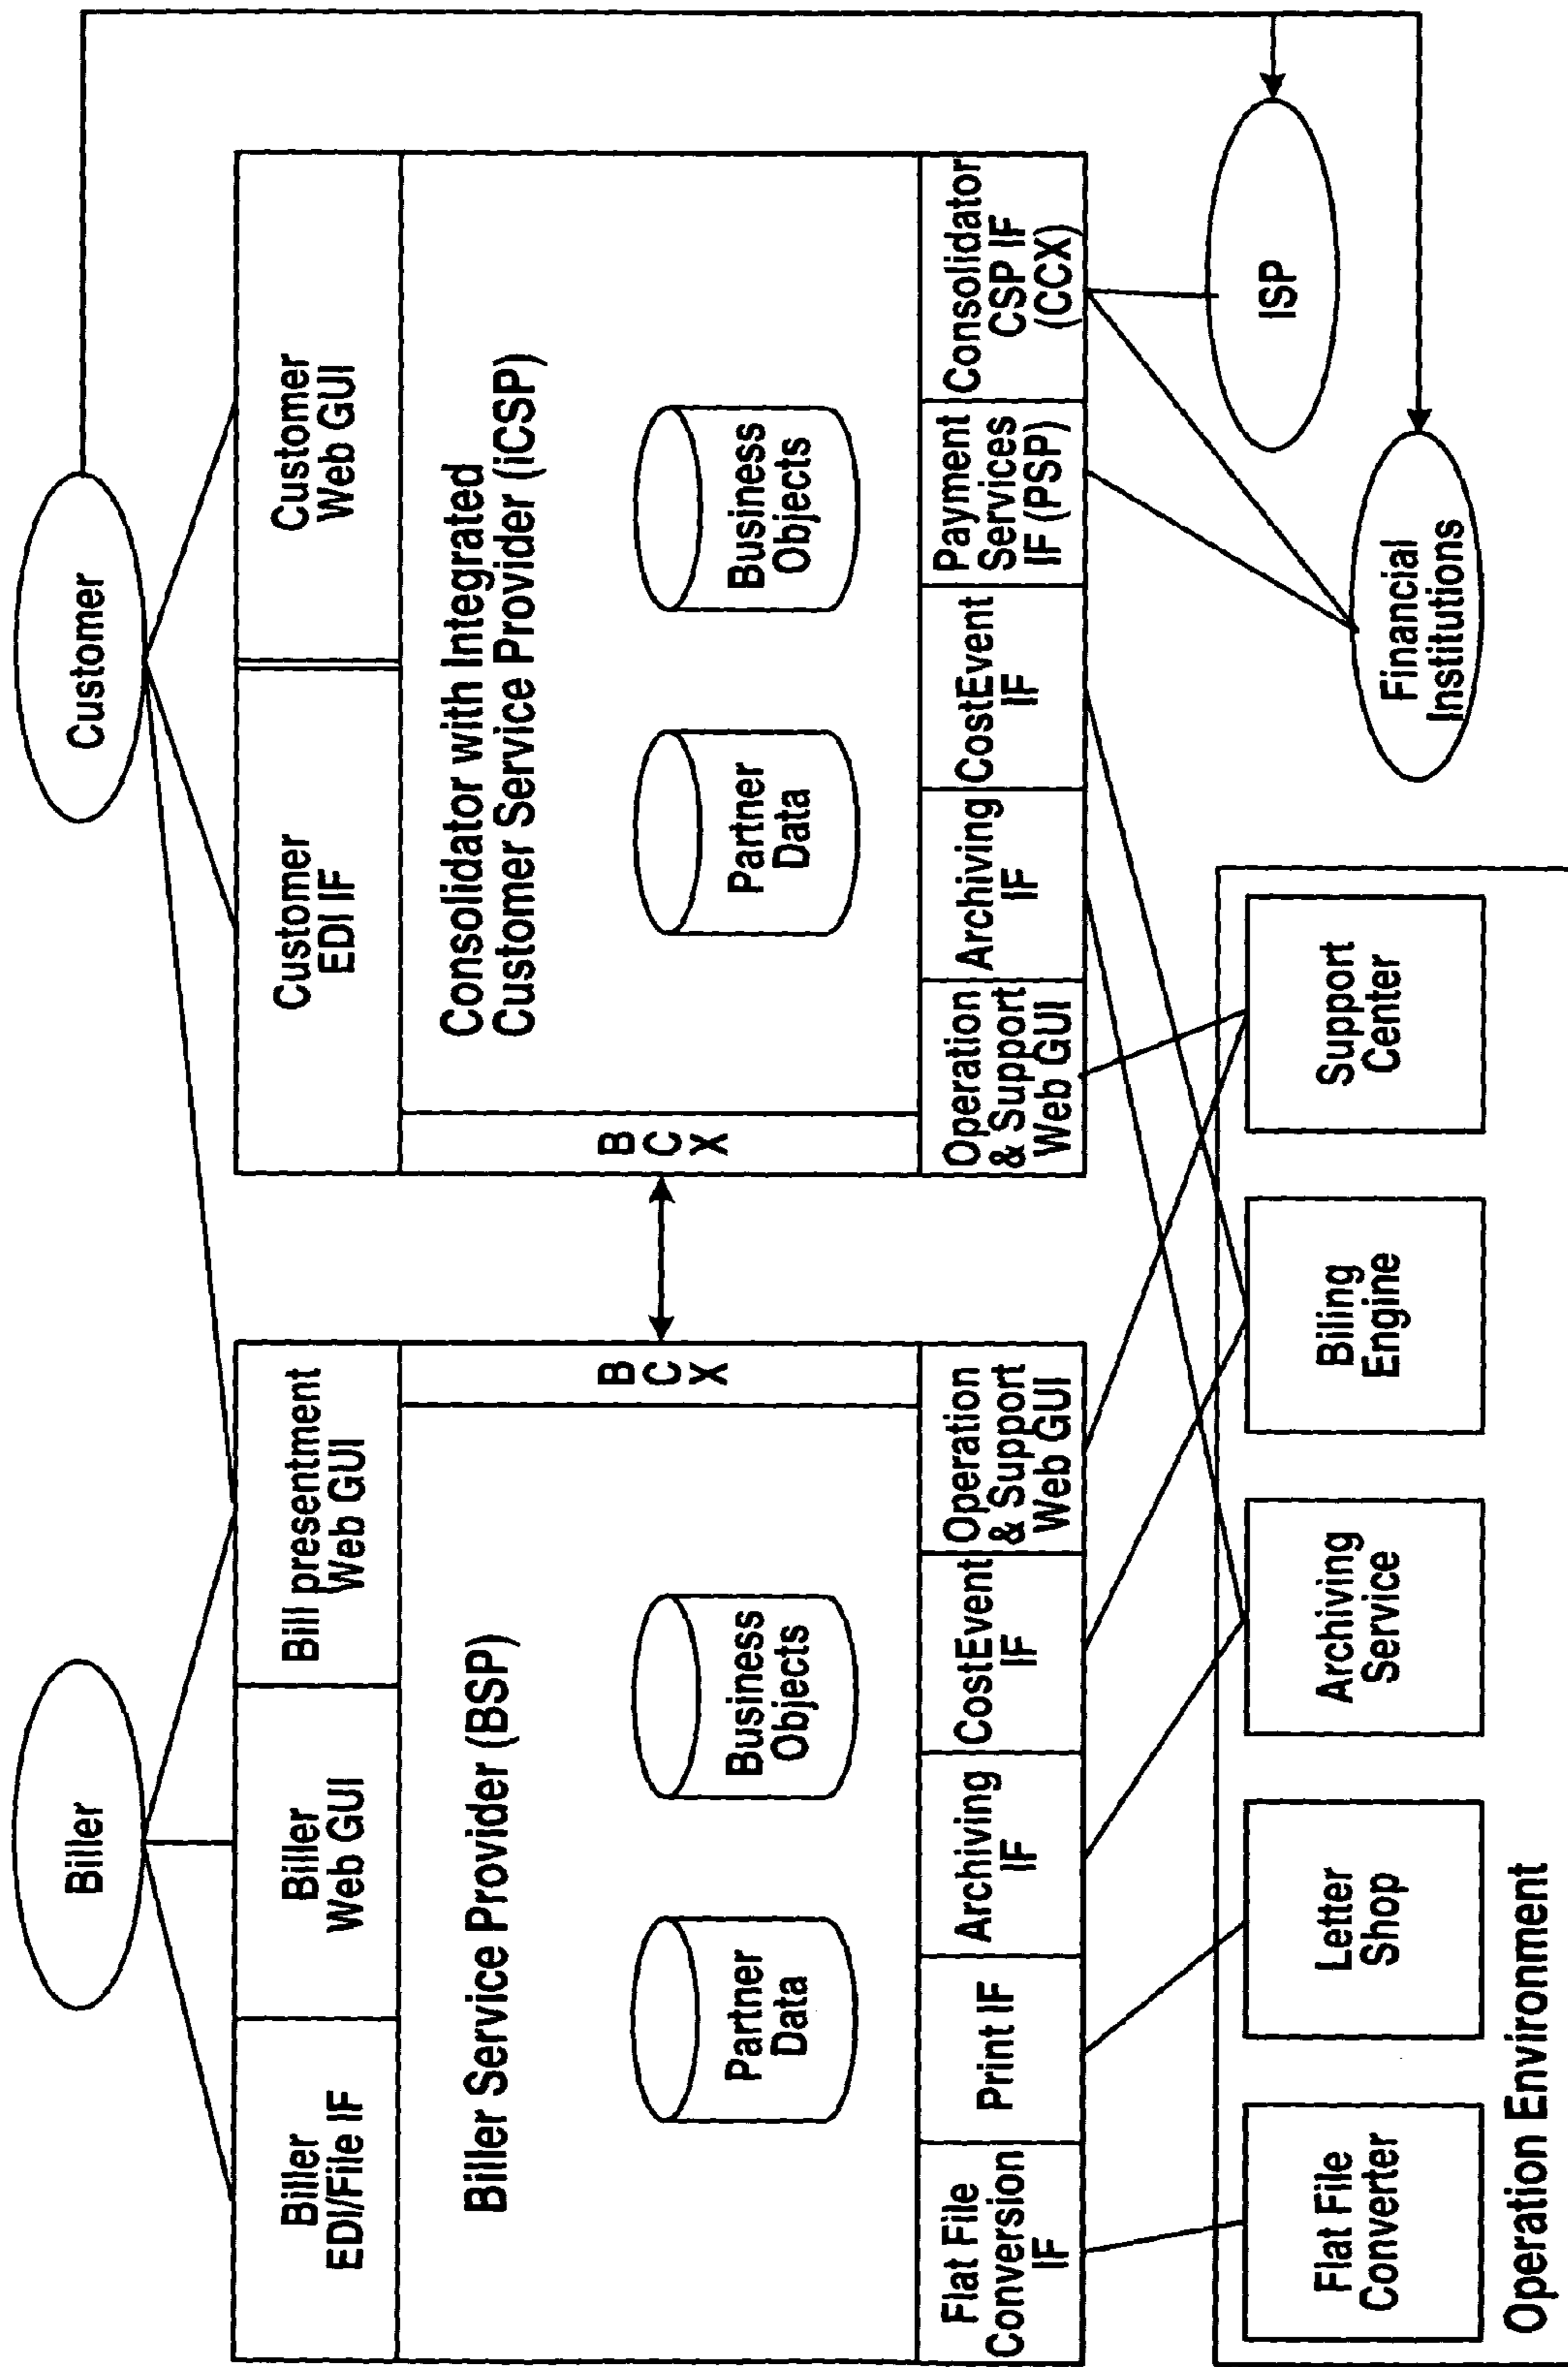 Biller
Customer
Biller
EDI/File IF
Biller
Web GUI
Bill presentment
Web GUI
Customer
EDI IF
Customer
Web GUI
Biller Service Provider (BSP)
Partner
Data
Business
Objects
B
C
X
B
C
X
Consolidator with Integrated
Customer Service Provider (iCSP)
Partner
Data
Business
Objects
Flat File
Conversion
IF
Print IF
Archiving
IF
CostEvent
IF
Operation
& Support
Web GUI
Operation
& Support
Web GUI
Archiving
IF
CostEvent
IF
Payment
Services
IF (PSP)
Consolidator
CSP IF
(CCX)
Flat File
Converter
Letter
Shop
Archiving
Service
Billing
Engine
Support
Center
Operation Environment
Financial
Institutions
ISP